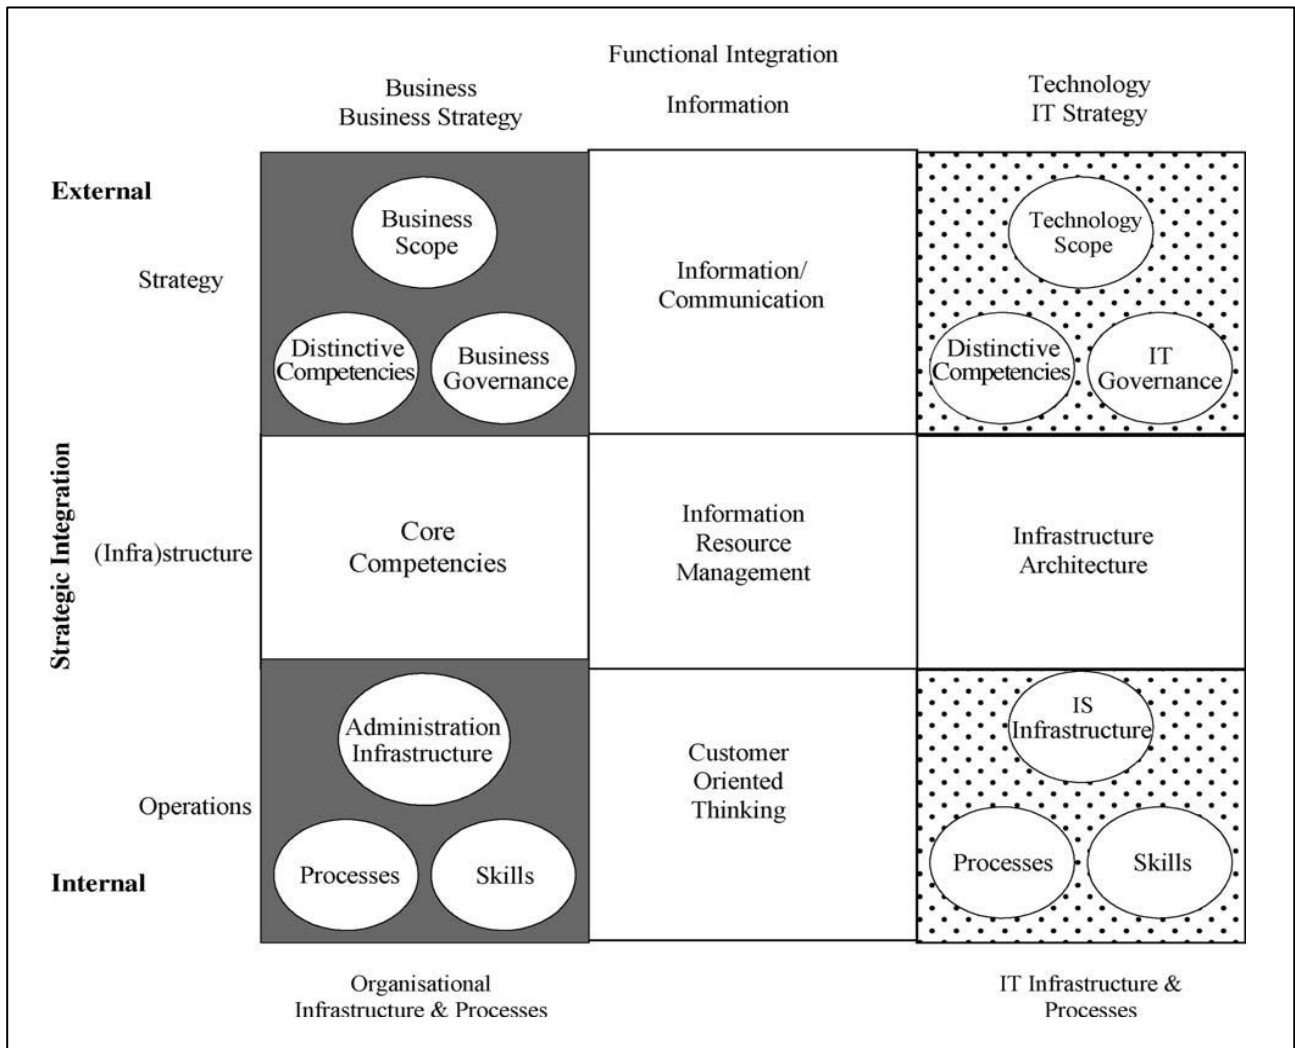 Functional Integration
Business
Business Strategy
Information
Technology
IT Strategy
External
Strategy
Business
Scope
Distinctive
Competencies
Business
Governance
Information/
Communication
Technology
Scope
Distinctive
Competencies
IT
Governance
Strategic Integration
(Infra)structure
Core
Competencies
Information
Resource
Management
Infrastructure
Architecture
Operations
Internal
Administration
Infrastructure
Processes
Skills
Customer
Oriented
Thinking
IS
Infrastructure
Processes
Skills
Organisational
Infrastructure & Processes
IT Infrastructure &
Processes